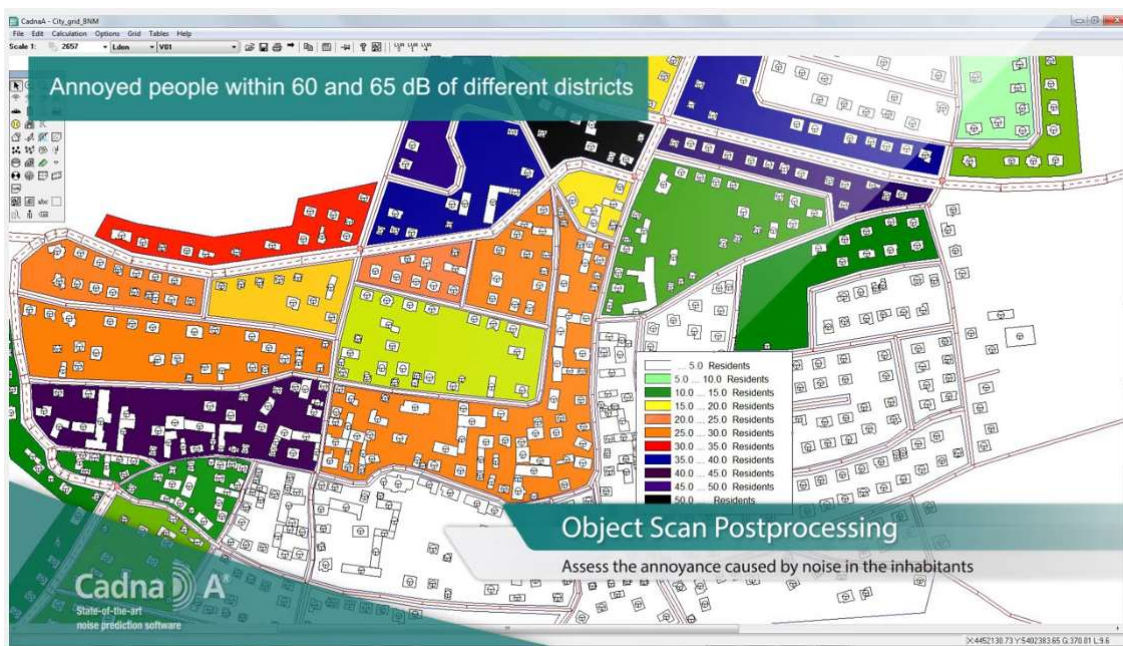 CadnaA - City_grid_BNM
File Edit Calculation Options Grid Tables Help
Scale 1: 2657 Lden V01
Annoyed people within 60 and 65 dB of different districts
abc
... 5.0 Residents
5.0 ... 10.0 Residents
10.0 ... 15.0 Residents
15.0 ... 20.0 Residents
20.0 ... 25.0 Residents
25.0 ... 30.0 Residents
30.0 ... 35.0 Residents
35.0 ... 40.0 Residents
40.0 ... 45.0 Residents
45.0 ... 50.0 Residents
50.0 ... Residents
Object Scan Postprocessing
Assess the annoyance caused by noise in the inhabitants
Cadna A®
State-of-the-art
noise prediction software
X:4452130.73 Y:5402383.65 G:370.01 L:9.6